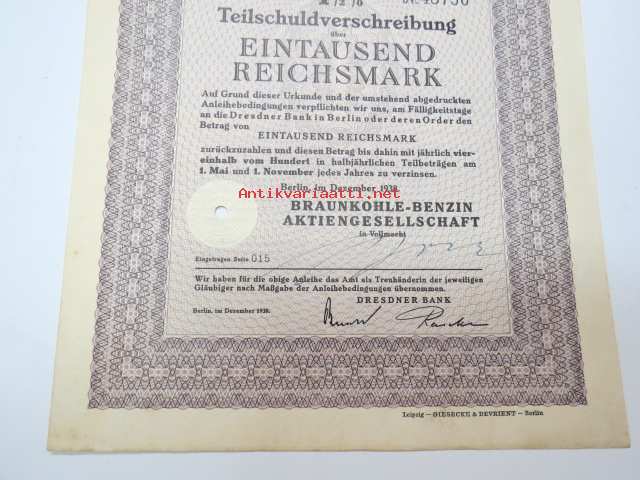 Teilschuldverschreibung
über
EINTAUSEND
REICHSMARK
Auf Grund dieser Urkunde und der umstehend abgedruckten
Anleihebedingungen verpflichten wir uns, am Fälligkeitstage
an die Dresdner Bank in Berlin oder deren Order den
Betrag von
EINTAUSEND REICHSMARK
zurückzuzahlen und diesen Betrag bis dahin mit jährlich vier-
einhalb vom Hundert in halbjährlichen Teilbeträgen am
1. Mai und 1. November jedes Jahres zu verzinsen.
Berlin, im Dezember 1938.
Antikvariaatti.net
BRAUNKOHLE-BENZIN
AKTIENGESELLSCHAFT
in Vollmacht
Eingetragen Seite 015
Wir haben für die obige Anleihe das Amt als Treuhänderin der jeweiligen
Gläubiger nach Maßgabe der Anleihebedingungen übernommen.
DRESDNER BANK
Berlin, im Dezember 1938.
Leipzig — GIESECKE & DEVRIENT — Berlin